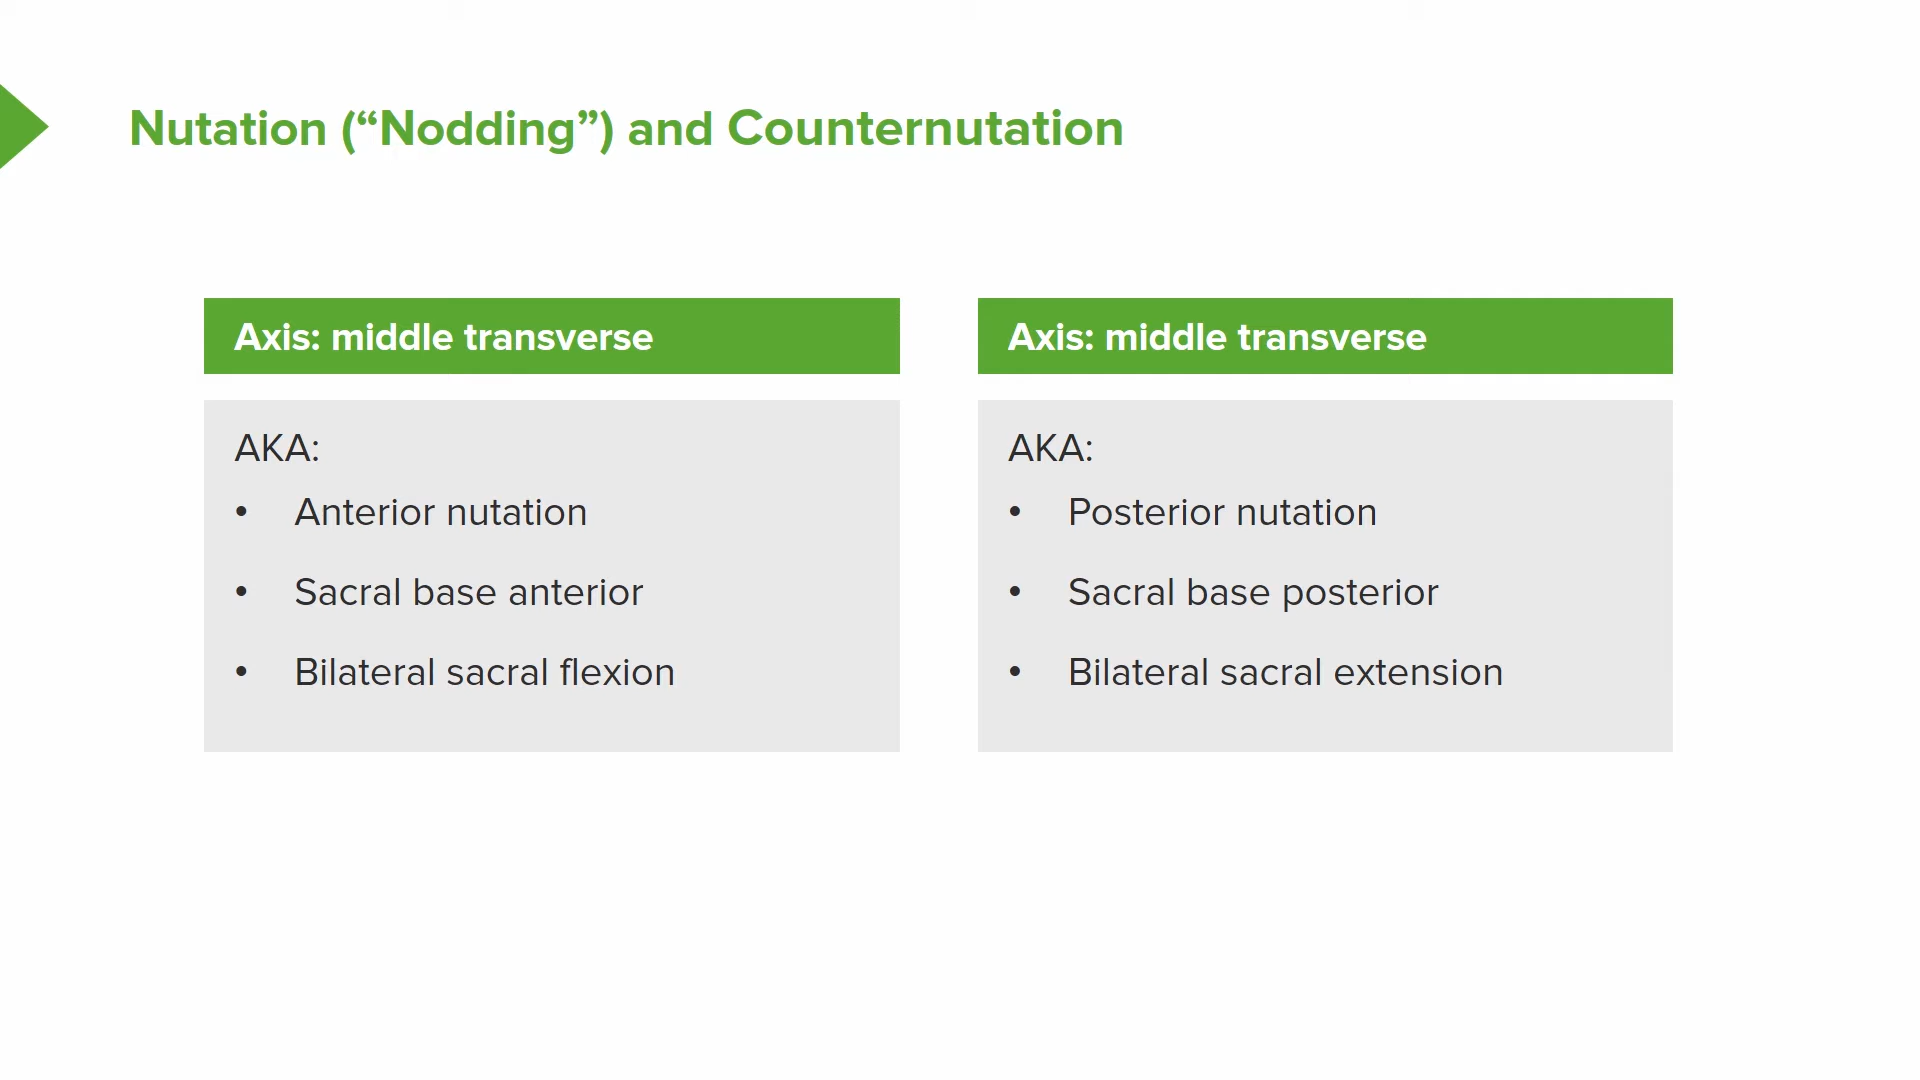 Nutation (“Nodding”) and Counternutation
Axis: middle transverse
AKA:
• Anterior nutation
• Sacral base anterior
• Bilateral sacral flexion
Axis: middle transverse
AKA:
• Posterior nutation
• Sacral base posterior
• Bilateral sacral extension